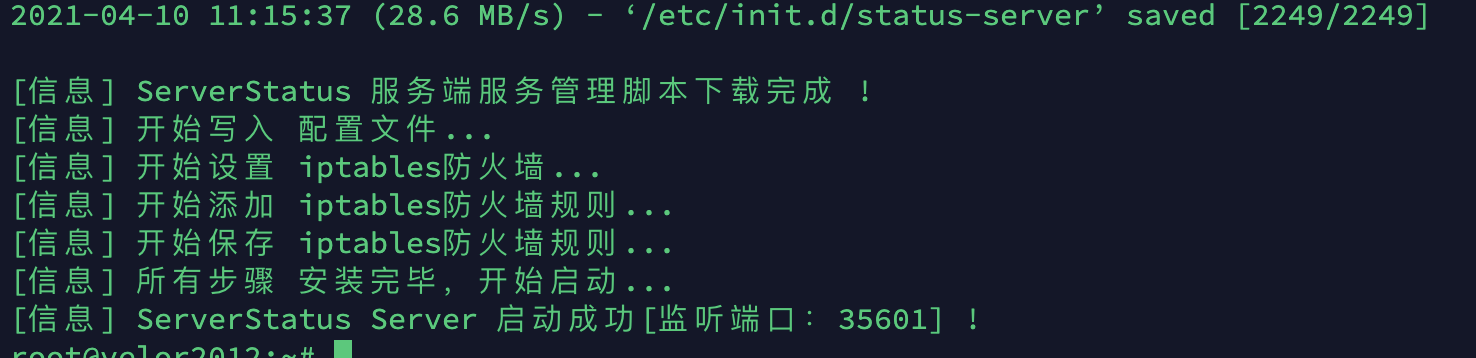 2021-04-10 11:15:37 (28.6 MB/s) - ‘/etc/init.d/status-server’ saved [2249/2249]
[信息] ServerStatus 服务端服务管理脚本下载完成 !
[信息] 开始写入 配置文件...
[信息] 开始设置 iptables防火墙...
[信息] 开始添加 iptables防火墙规则...
[信息] 开始保存 iptables防火墙规则...
[信息] 所有步骤 安装完毕，开始启动...
[信息] ServerStatus Server 启动成功[监听端口：35601] !
root@velor2012:~#